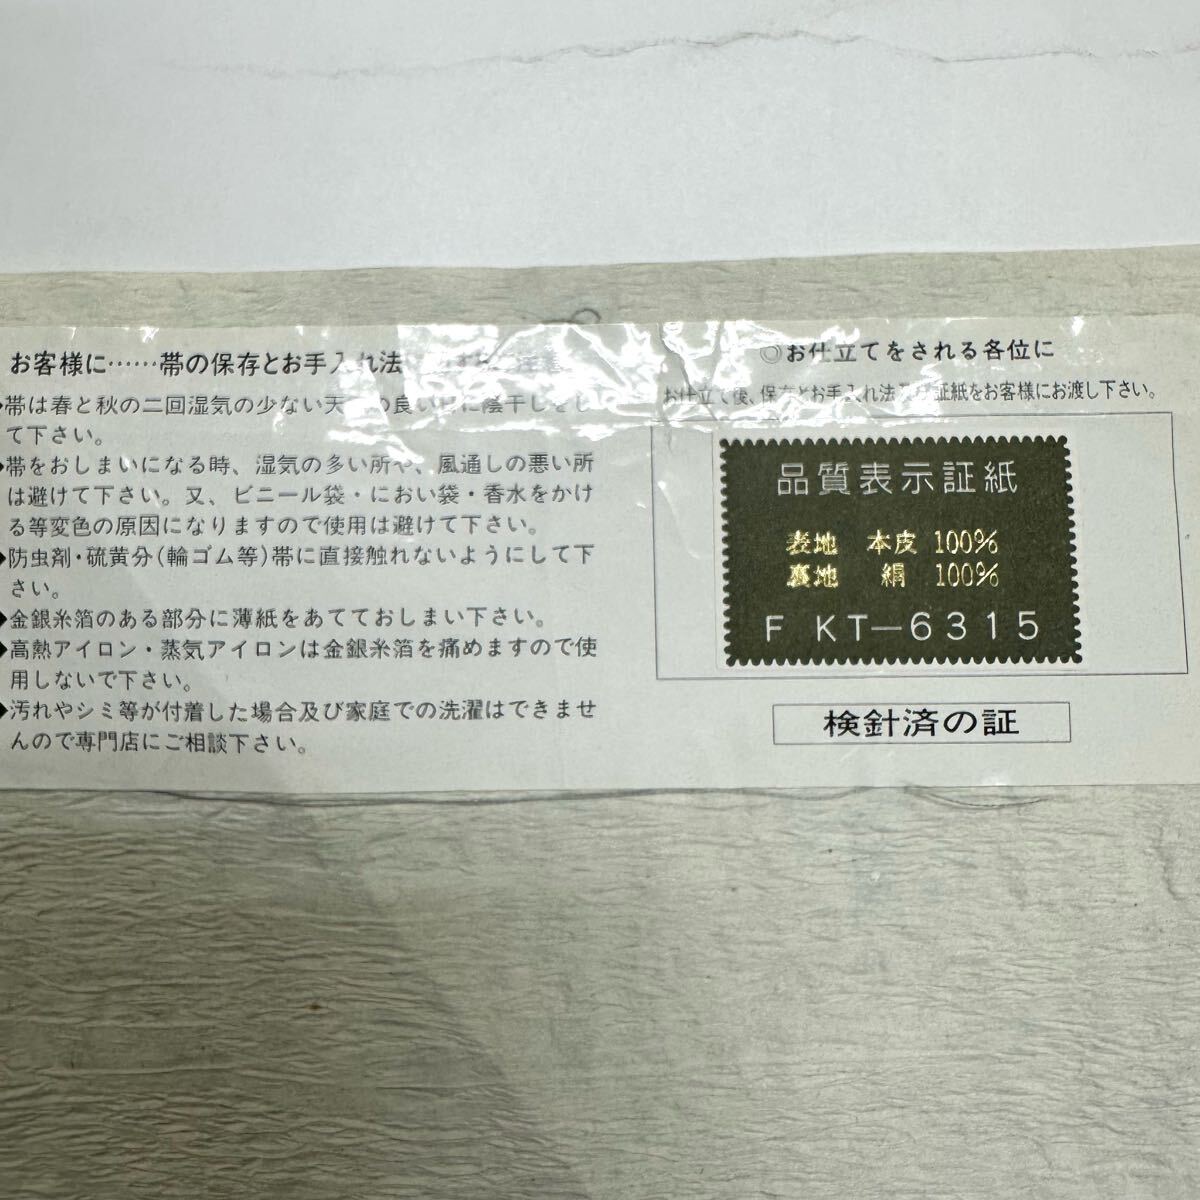 お客様に……帯の保存とお手入れ法
◆帯は春と秋の二回湿気の少ない天の良い日に陰干しをし
て下さい。
◆帯をおしまいになる時、湿気の多い所や、風通しの悪い所
は避けて下さい。又、ビニール袋・におい袋・香水をかけ
る等変色の原因になりますので使用は避けて下さい。
◆防虫剤・硫黄分(輪ゴム等)帯に直接触れないようにして下
さい。
◆金銀糸箔のある部分に薄紙をあてておしまい下さい。
◆高熱アイロン・蒸気アイロンは金銀糸箔を痛めますので使
用しないで下さい。
◆汚れやシミ等が付着した場合及び家庭での洗濯はできませ
んので専門店にご相談下さい。
◎お仕立てをされる各位に
お仕立て後、保存とお手入れ法及び証紙をお客様にお渡し下さい。
品質表示証紙
表地 本皮 100%
裏地 絹 100%
F KT-6315
検針済の証